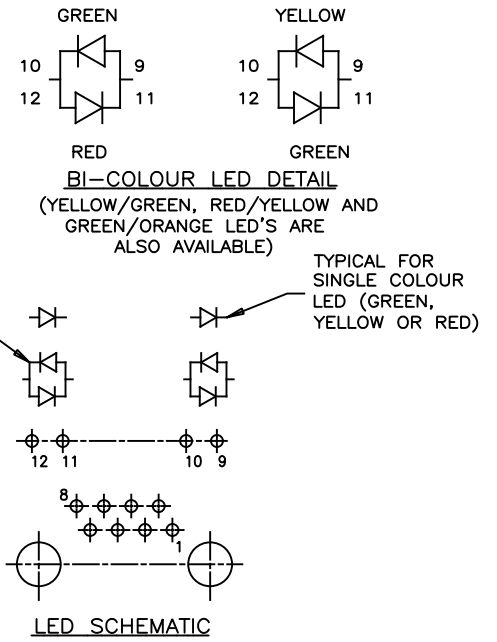 GREEN
YELLOW
10 9
12 11
10 9
12 11
RED
GREEN
BI-COLOUR LED DETAIL
(YELLOW/GREEN, RED/YELLOW AND
GREEN/ORANGE LED'S ARE
ALSO AVAILABLE)
TYPICAL FOR
SINGLE COLOUR
LED (GREEN,
YELLOW OR RED)
12 11 10 9
8
1
LED SCHEMATIC